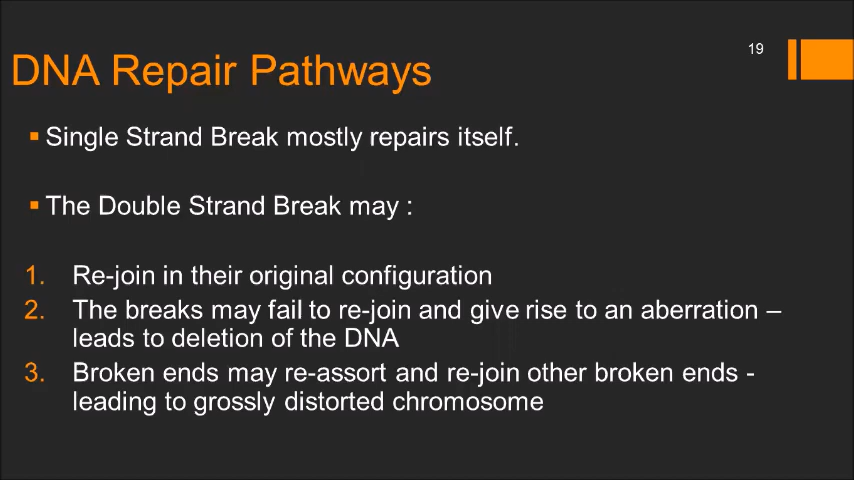 19
DNA Repair Pathways
▪ Single Strand Break mostly repairs itself.
▪ The Double Strand Break may :
1. Re-join in their original configuration
2. The breaks may fail to re-join and give rise to an aberration –
leads to deletion of the DNA
3. Broken ends may re-assort and re-join other broken ends -
leading to grossly distorted chromosome